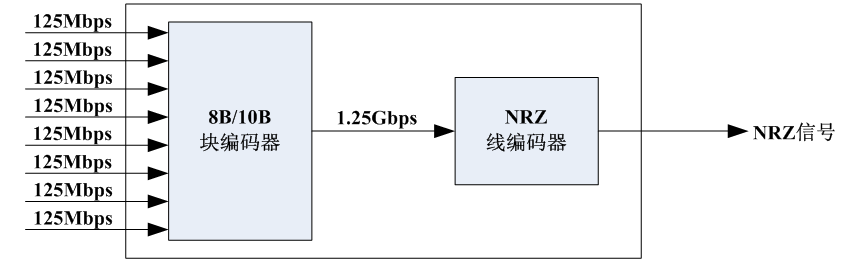 125Mbps
125Mbps
125Mbps
125Mbps
125Mbps
125Mbps
125Mbps
125Mbps
8B/10B
块编码器
1.25Gbps
NRZ
线编码器
NRZ信号